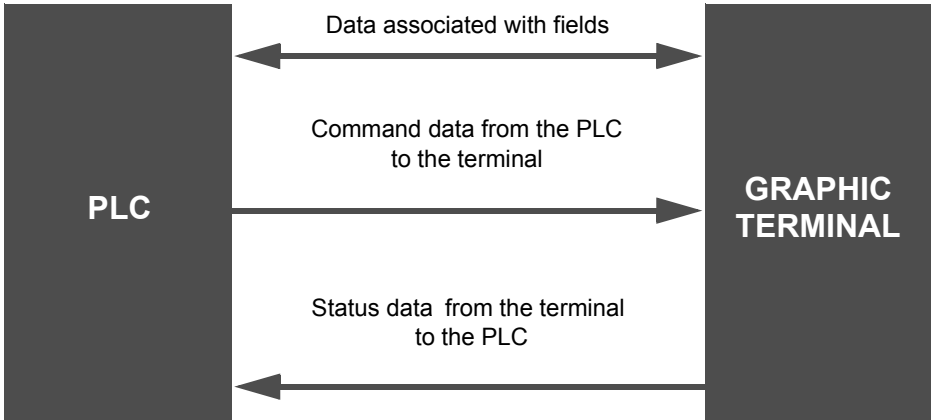 Data associated with fields
Command data from the PLC
to the terminal
PLC
GRAPHIC
TERMINAL
Status data from the terminal
to the PLC